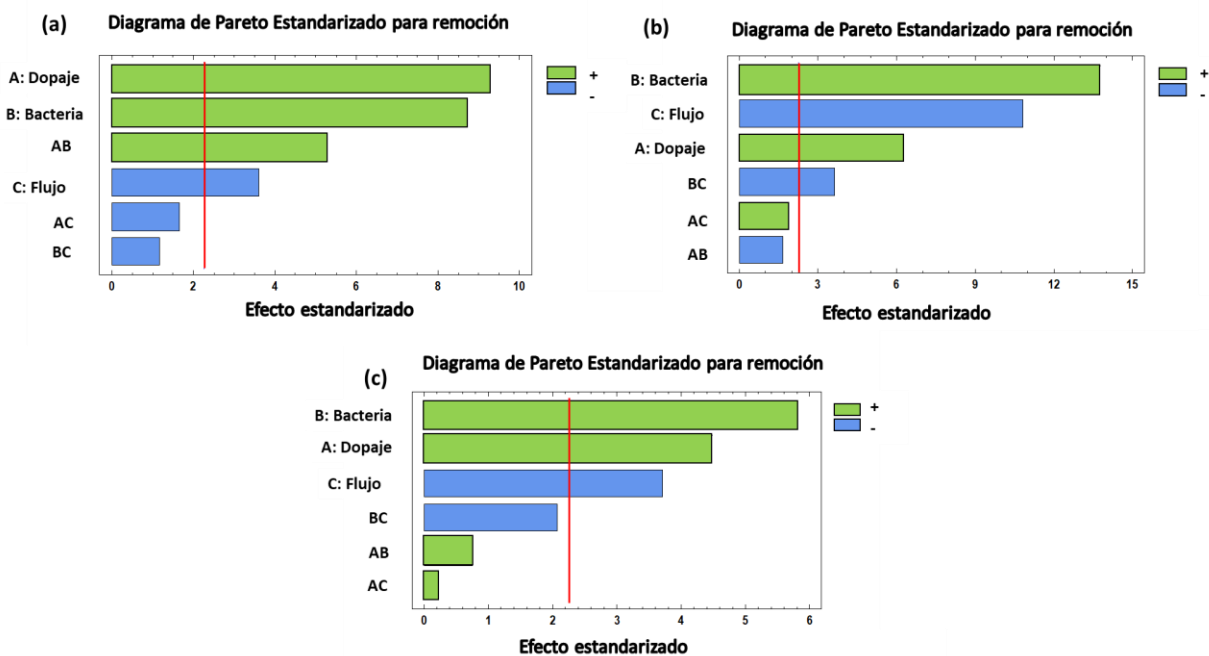 (a)
Diagrama de Pareto Estandarizado para remoción
A: Dopaje
B: Bacteria
AB
C: Flujo
AC
BC
+
-
0 2 4 6 8 10
Efecto estandarizado
(b)
Diagrama de Pareto Estandarizado para remoción
B: Bacteria
C: Flujo
A: Dopaje
BC
AC
AB
+
-
0 3 6 9 12 15
Efecto estandarizado
Diagrama de Pareto Estandarizado para remoción
(c)
B: Bacteria
A: Dopaje
C: Flujo
BC
AB
AC
+
-
0 1 2 3 4 5 6
Efecto estandarizado